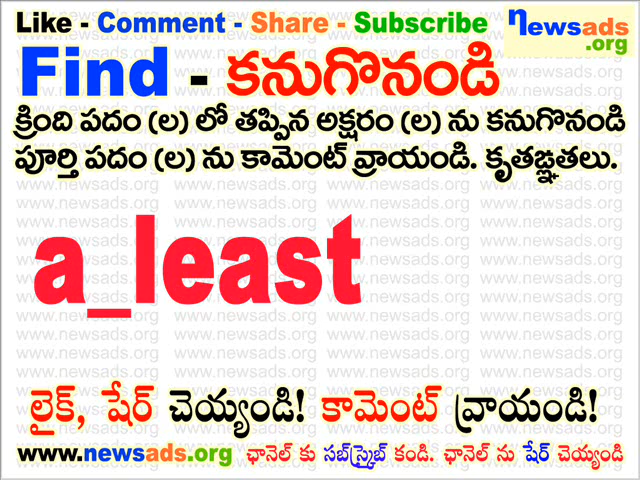 Like - Comment - Share - Subscribe
newsads
.org
Find - కనుగొనండి
క్రింది పదం (ల) లో తప్పిన అక్షరం (ల) ను కనుగొనండి
పూర్తి పదం (ల) ను కామెంట్ వ్రాయండి. కృతఙ్ఞతలు.
a_least
లైక్, షేర్ చెయ్యండి! కామెంట్ వ్రాయండి!
www.newsads.org ఛానెల్ కు సబ్‌స్క్రైబ్ కండి. ఛానెల్ ను షేర్ చెయ్యండి